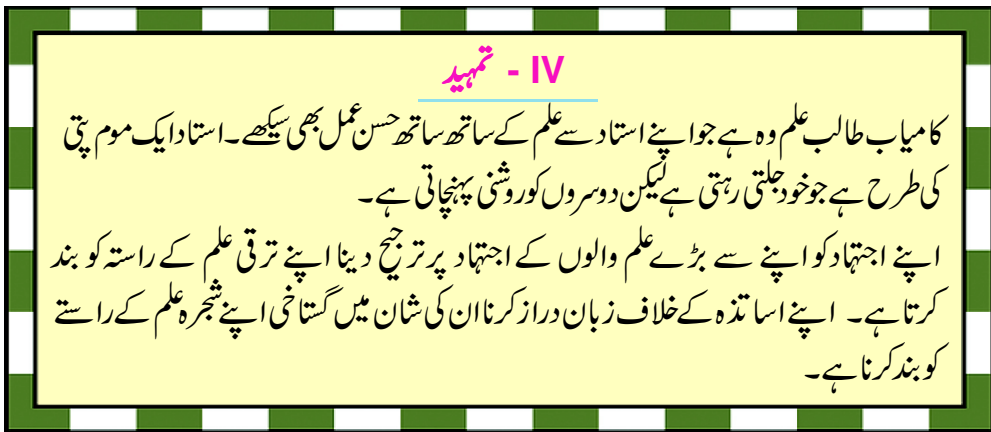 IV - تمہید
کامیاب طالب علم وہ ہے جو اپنے استاد سے علم کے ساتھ ساتھ حسن عمل بھی سیکھے۔ استاد ایک موم بتی
کی طرح ہے جو خود جلتی رہتی ہے لیکن دوسروں کو روشنی پہنچاتی ہے۔
اپنے اجتہاد کو اپنے سے بڑے علم والوں کے اجتہاد پر ترجیح دینا اپنے ترقی علم کے راستہ کو بند
کرتا ہے۔ اپنے اساتذہ کے خلاف زبان دراز کرنا ان کی شان میں گستاخی اپنے شجرہ علم کے راستے
کو بند کرنا ہے۔